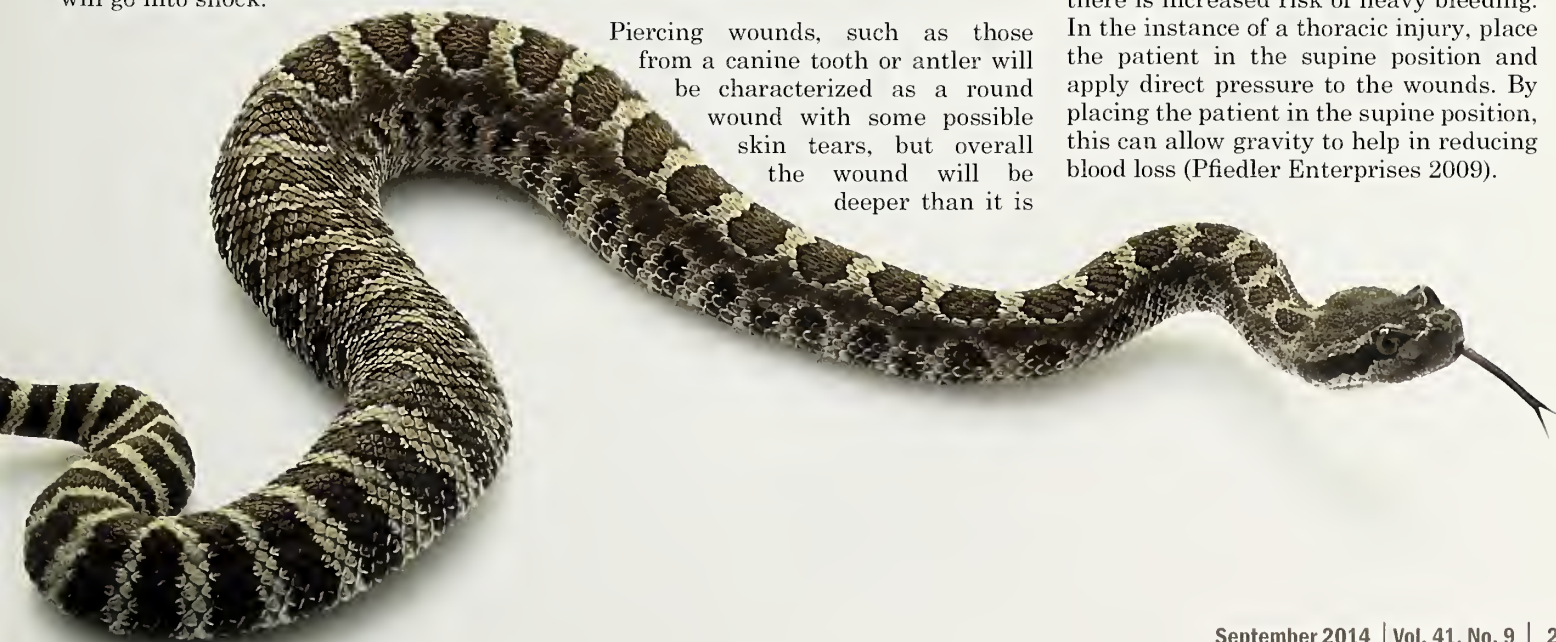 will go into shock.
Piercing wounds, such as those
from a canine tooth or antler will
be characterized as a round
wound with some possible
skin tears, but overall
the wound will be
deeper than it is
there is increased risk of heavy bleeding.
In the instance of a thoracic injury, place
the patient in the supine position and
apply direct pressure to the wounds. By
placing the patient in the supine position,
this can allow gravity to help in reducing
blood loss (Pfiedler Enterprises 2009).
September 2014 | Vol. 41, No. 9 |